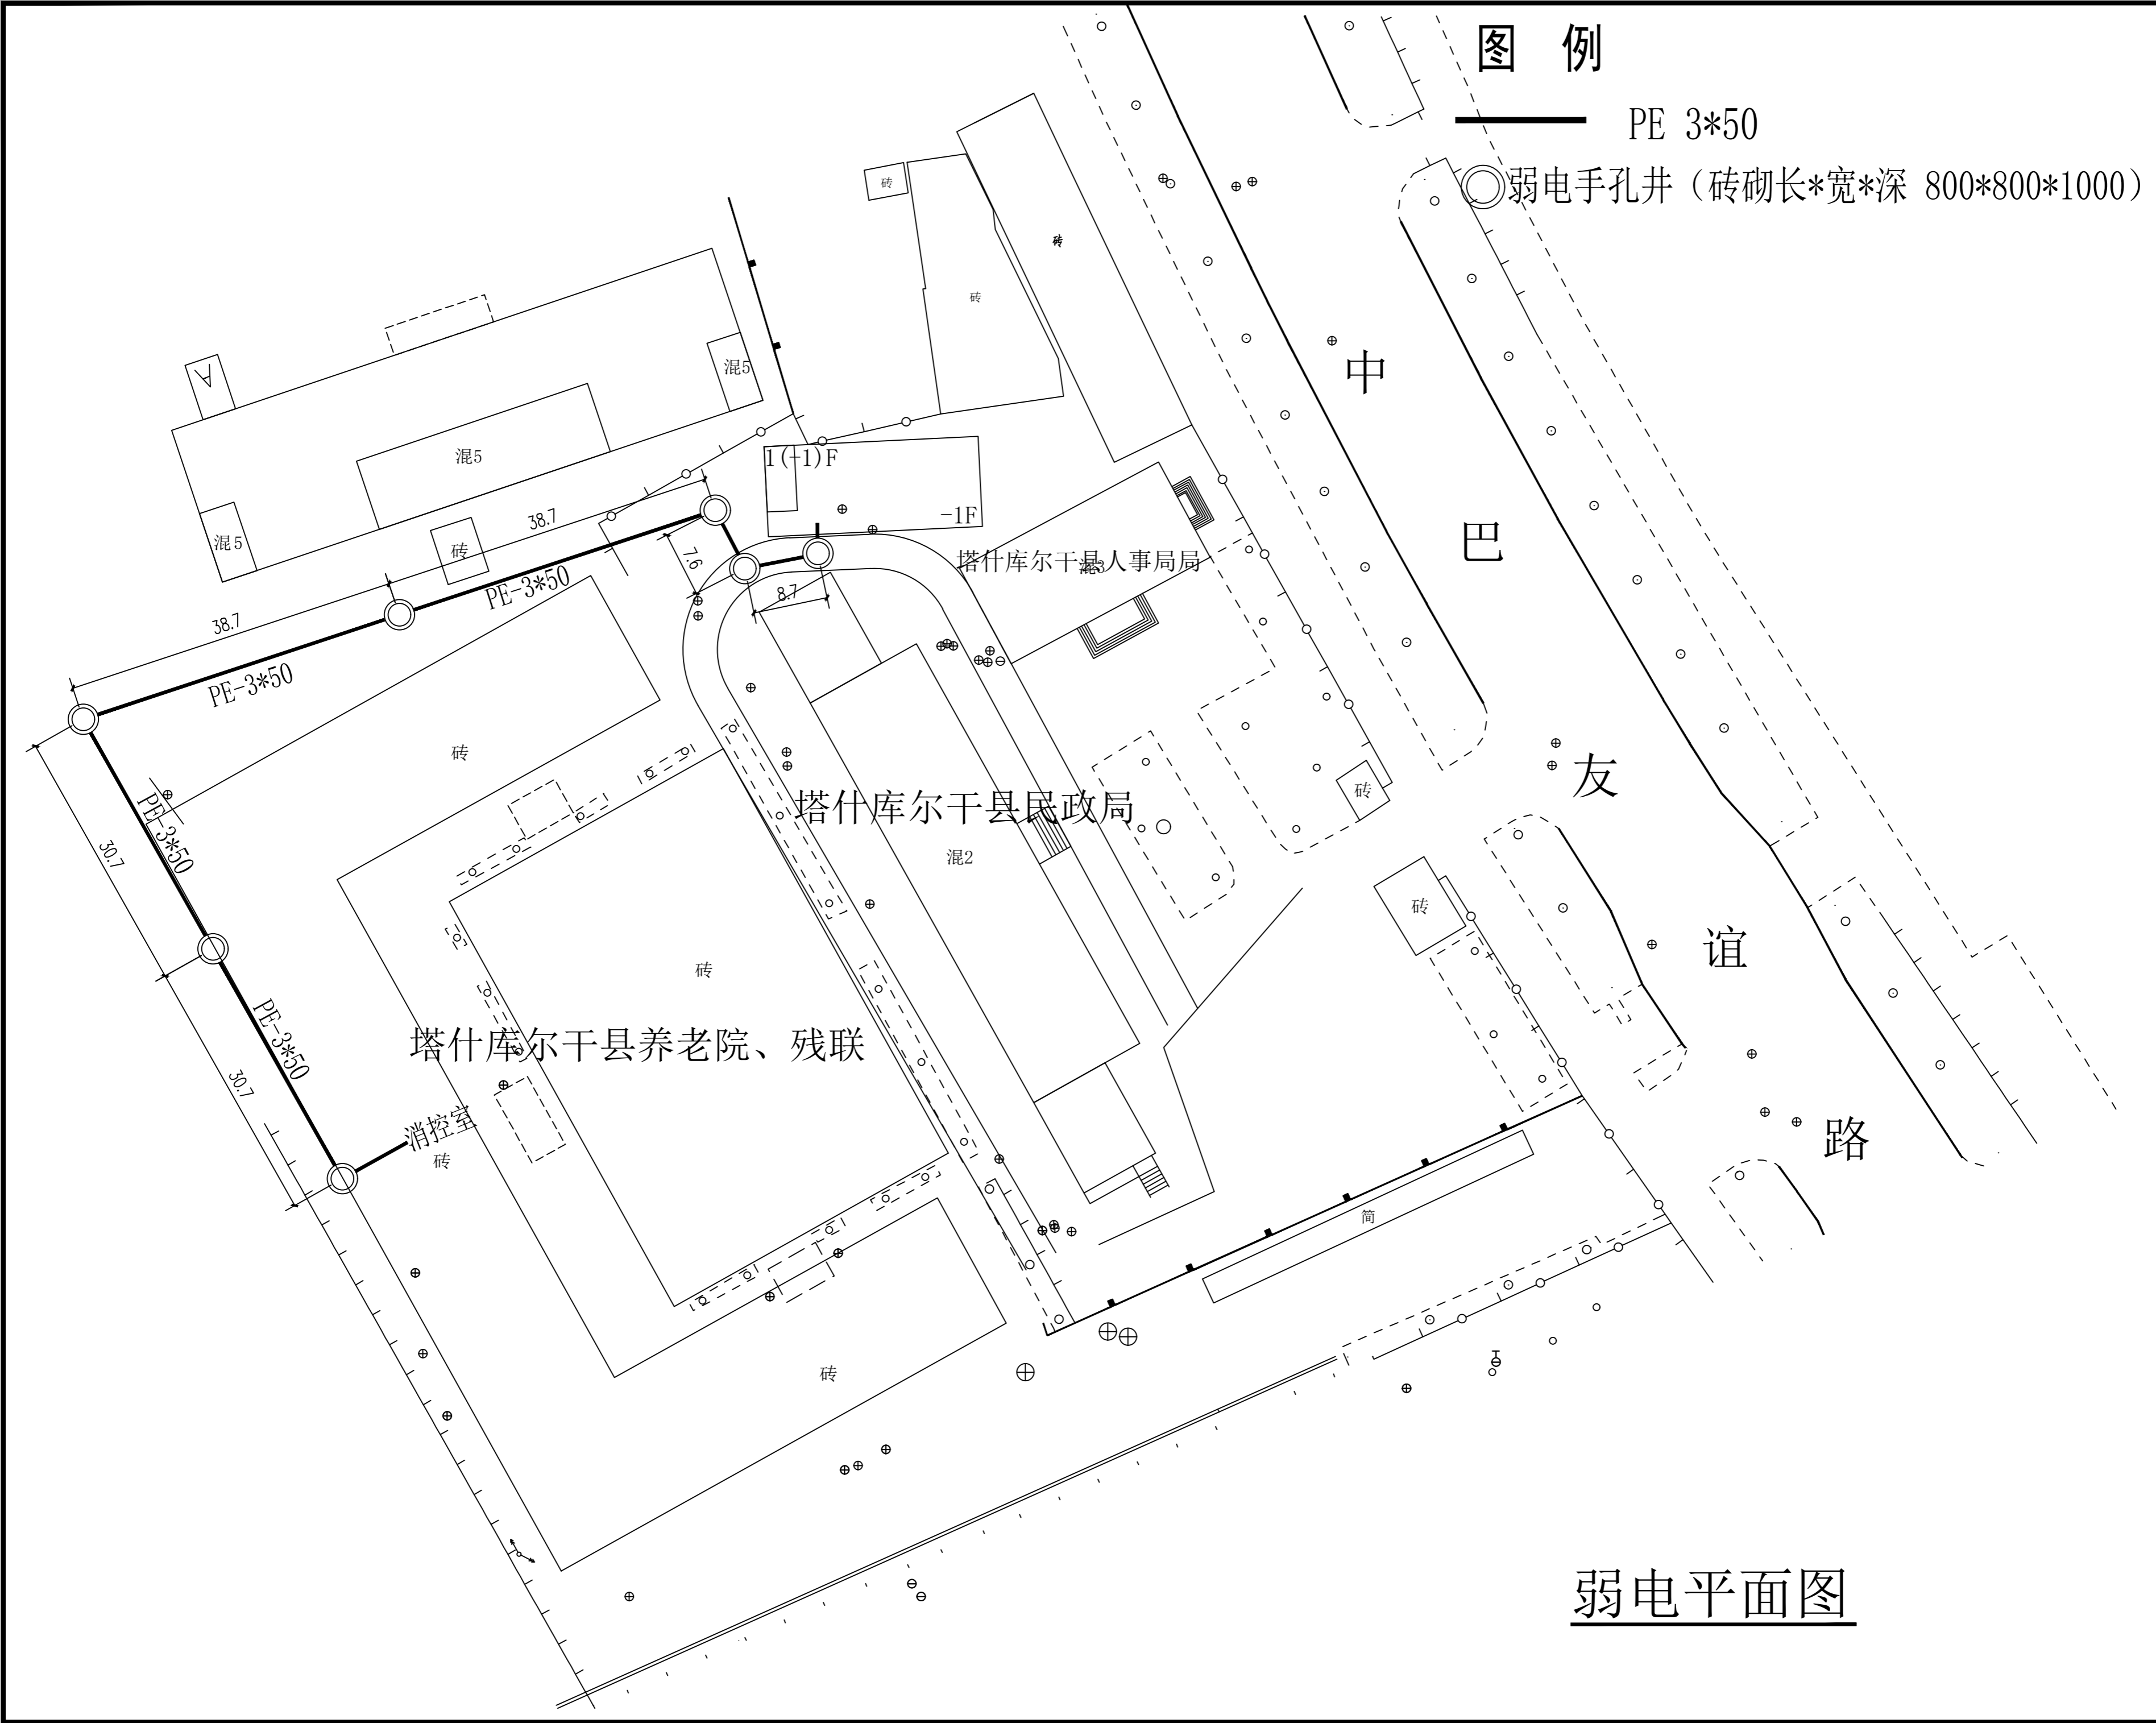 图 例
PE 3*50
弱电手孔井（砖砌长*宽*深 800*800*1000）
砖
砖
砖
中
混5
混5
1(-1)F
38.7
-1F
巴
混5
砖
7.6
塔什库尔干县人事局局
混3
PE-3*50
8.7
38.7
PE-3*50
砖
友
砖
塔什库尔干县民政局
PE-3*50
30.7
混2
砖
谊
砖
PE-3*50
塔什库尔干县养老院、残联
30.7
消控室
砖
路
简
砖
弱电平面图